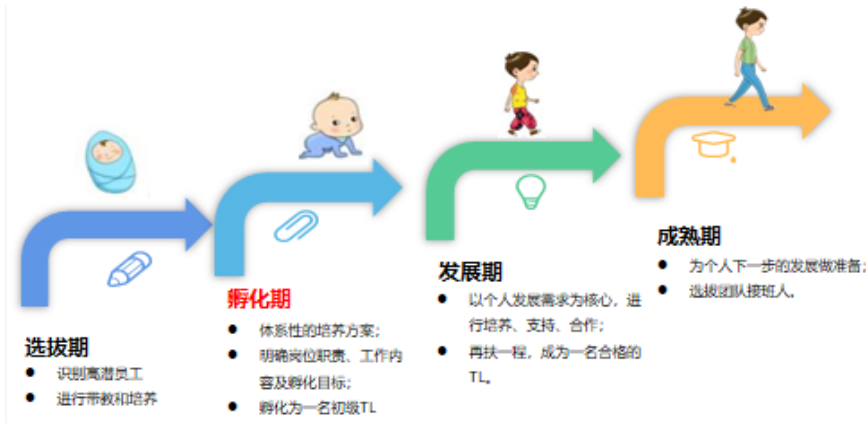 选拔期
● 识别高潜员工
● 进行带教和培养
孵化期
● 体系性的培养方案；
● 明确岗位职责、工作内
容及孵化目标；
● 孵化为一名初级TL
发展期
● 以个人发展需求为核心，进
行培养、支持、合作；
● 再扶一程，成为一名合格的
TL。
成熟期
● 为个人下一步的发展做准备；
● 选拔团队接班人。